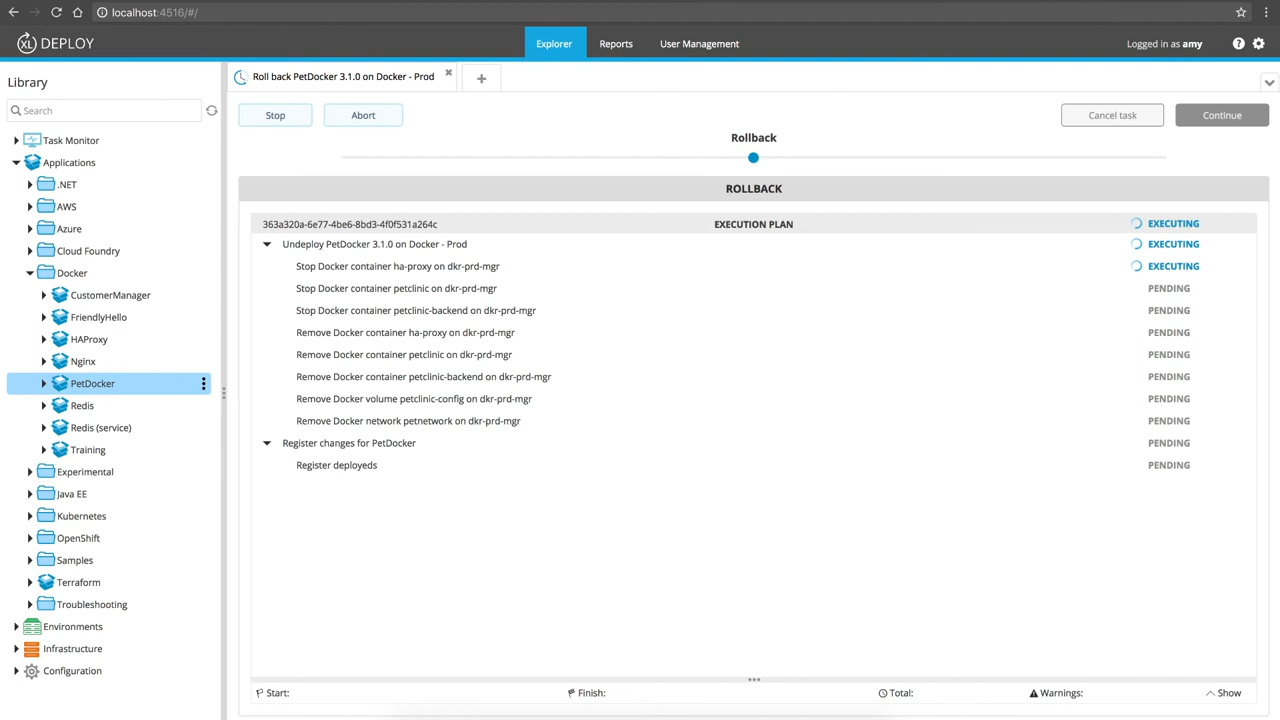 localhost:4516/#/
XL DEPLOY
Explorer
Reports
User Management
Logged in as amy
Library
Search
Task Monitor
Applications
.NET
AWS
Azure
Cloud Foundry
Docker
CustomerManager
FriendlyHello
HAProxy
Nginx
PetDocker
Redis
Redis (service)
Training
Experimental
Java EE
Kubernetes
OpenShift
Samples
Terraform
Troubleshooting
Environments
Infrastructure
Configuration
Roll back PetDocker 3.1.0 on Docker - Prod
Stop
Abort
Cancel task
Continue
Rollback
ROLLBACK
363a320a-6e77-4be6-8bd3-4f0f531a264c EXECUTION PLAN EXECUTING
Undeploy PetDocker 3.1.0 on Docker - Prod EXECUTING
Stop Docker container ha-proxy on dkr-prd-mgr EXECUTING
Stop Docker container petclinic on dkr-prd-mgr PENDING
Stop Docker container petclinic-backend on dkr-prd-mgr PENDING
Remove Docker container ha-proxy on dkr-prd-mgr PENDING
Remove Docker container petclinic on dkr-prd-mgr PENDING
Remove Docker container petclinic-backend on dkr-prd-mgr PENDING
Remove Docker volume petclinic-config on dkr-prd-mgr PENDING
Remove Docker network petnetwork on dkr-prd-mgr PENDING
Register changes for PetDocker PENDING
Register deployeds PENDING
Start: Finish: Total: Warnings: Show